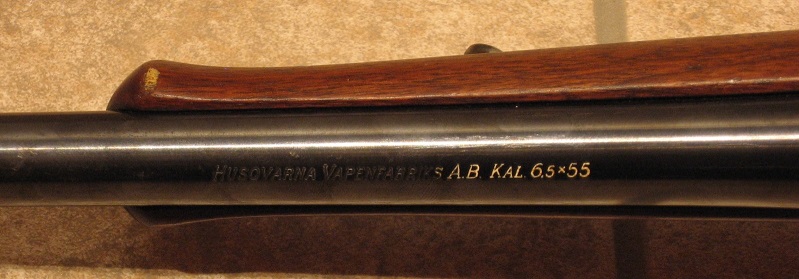 HUSQVARNA VAPENFABRIKS A.B. KAL. 6,5×55